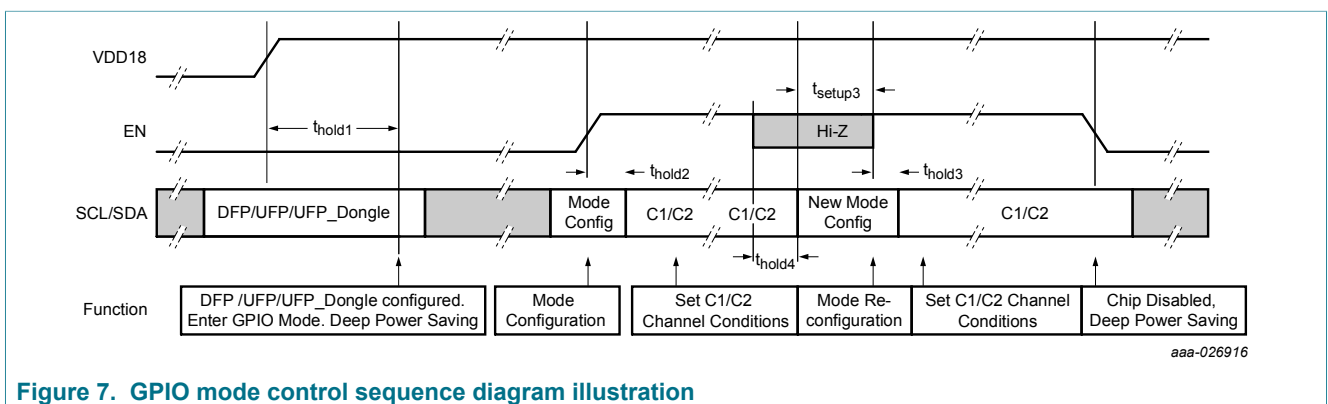 VDD18
tsetup3
EN
thold1
Hi-Z
thold2
thold3
SCL/SDA
DFP/UFP/UFP_Dongle
Mode
Config
C1/C2
C1/C2
New Mode
Config
C1/C2
thold4
Function
DFP /UFP/UFP_Dongle configured.
Enter GPIO Mode. Deep Power Saving
Mode
Configuration
Set C1/C2
Channel Conditions
Mode Re-
configuration
Set C1/C2 Channel
Conditions
Chip Disabled,
Deep Power Saving
aaa-026916
Figure 7. GPIO mode control sequence diagram illustration